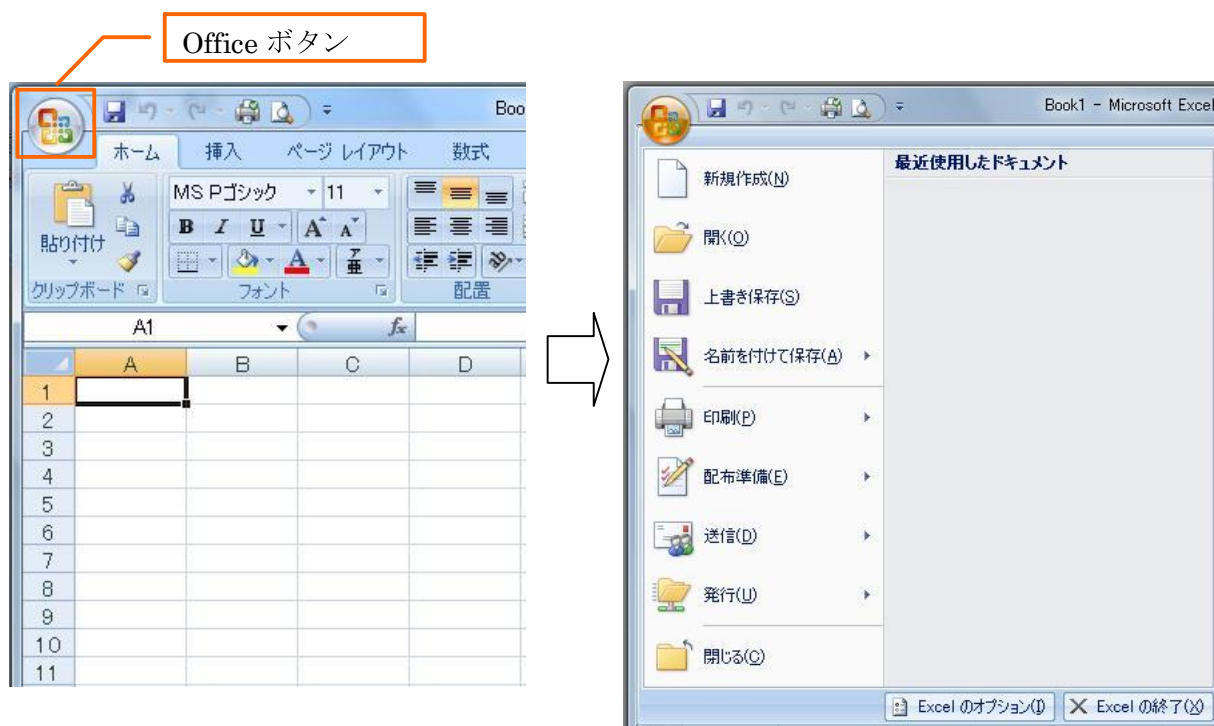 Office ボタン
Boo
ホーム 挿入 ページ レイアウト 数式
MS Pゴシック 11
B I U A A
貼り付け
A ア亜
クリップボード フォント 配置
A1 fx
A B C D
1
2
3
4
5
6
7
8
9
10
11
Book1 - Microsoft Excel
最近使用したドキュメント
新規作成(N)
開く(O)
上書き保存(S)
名前を付けて保存(A)
印刷(P)
配布準備(E)
送信(D)
発行(U)
閉じる(C)
Excel のオプション(I) Excel の終了(X)